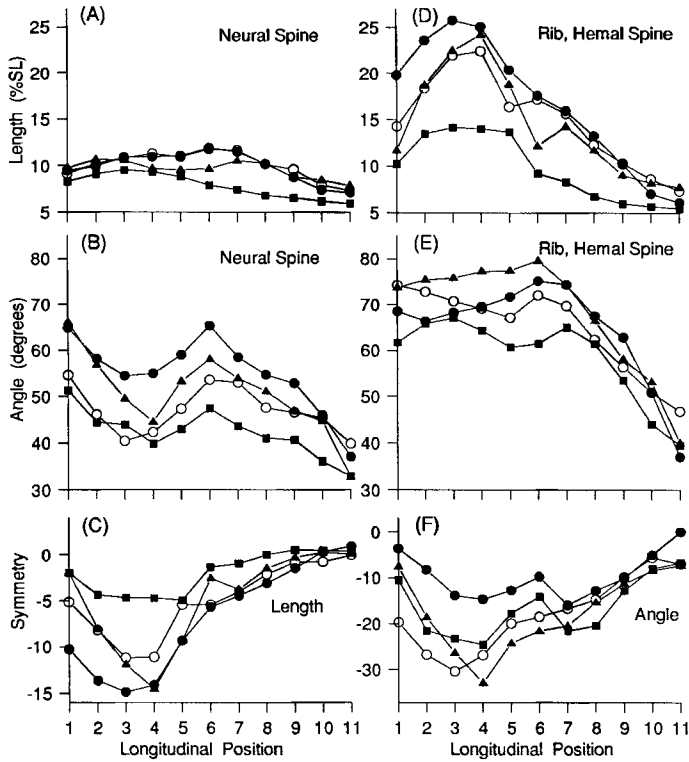 (A)
Neural Spine
25
20
15
10
5
Length (%SL)
(D)
Rib, Hemal Spine
25
20
15
10
5
(B)
Neural Spine
80
70
60
50
40
30
Angle (degrees)
(E)
Rib, Hemal Spine
80
70
60
50
40
30
(C)
0
-5
-10
-15
Symmetry
Length
1 2 3 4 5 6 7 8 9 10 11
Longitudinal Position
(F)
0
-10
-20
-30
Angle
1 2 3 4 5 6 7 8 9 10 11
Longitudinal Position